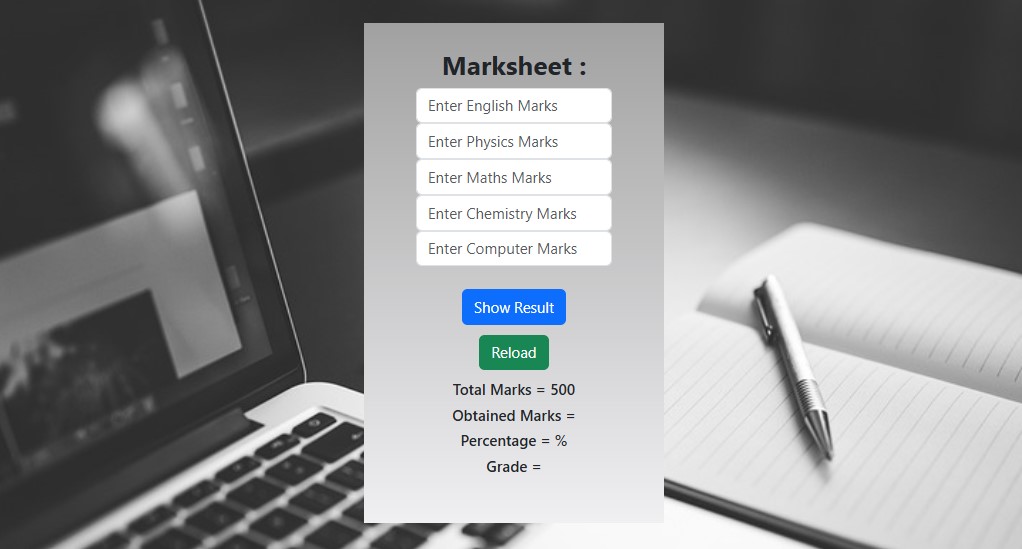 Marksheet :
Enter English Marks
Enter Physics Marks
Enter Maths Marks
Enter Chemistry Marks
Enter Computer Marks
Show Result
Reload
Total Marks = 500
Obtained Marks =
Percentage = %
Grade =